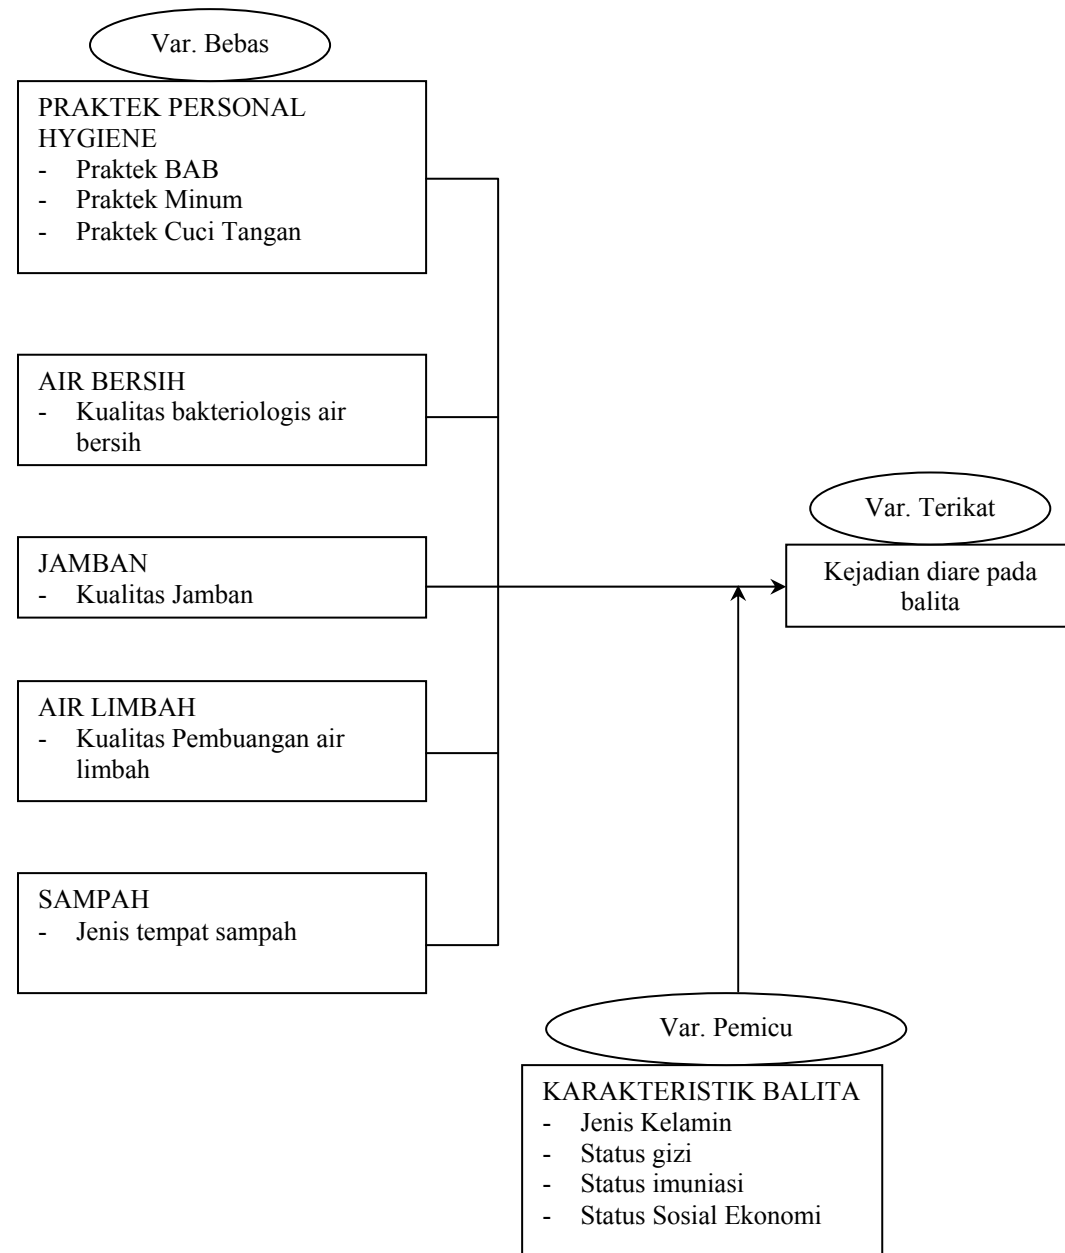 Var. Bebas
PRAKTEK PERSONAL
HYGIENE
- Praktek BAB
- Praktek Minum
- Praktek Cuci Tangan
AIR BERSIH
- Kualitas bakteriologis air
bersih
JAMBAN
- Kualitas Jamban
AIR LIMBAH
- Kualitas Pembuangan air
limbah
SAMPAH
- Jenis tempat sampah
Var. Terikat
Kejadian diare pada
balita
Var. Pemicu
KARAKTERISTIK BALITA
- Jenis Kelamin
- Status gizi
- Status imuniasi
- Status Sosial Ekonomi